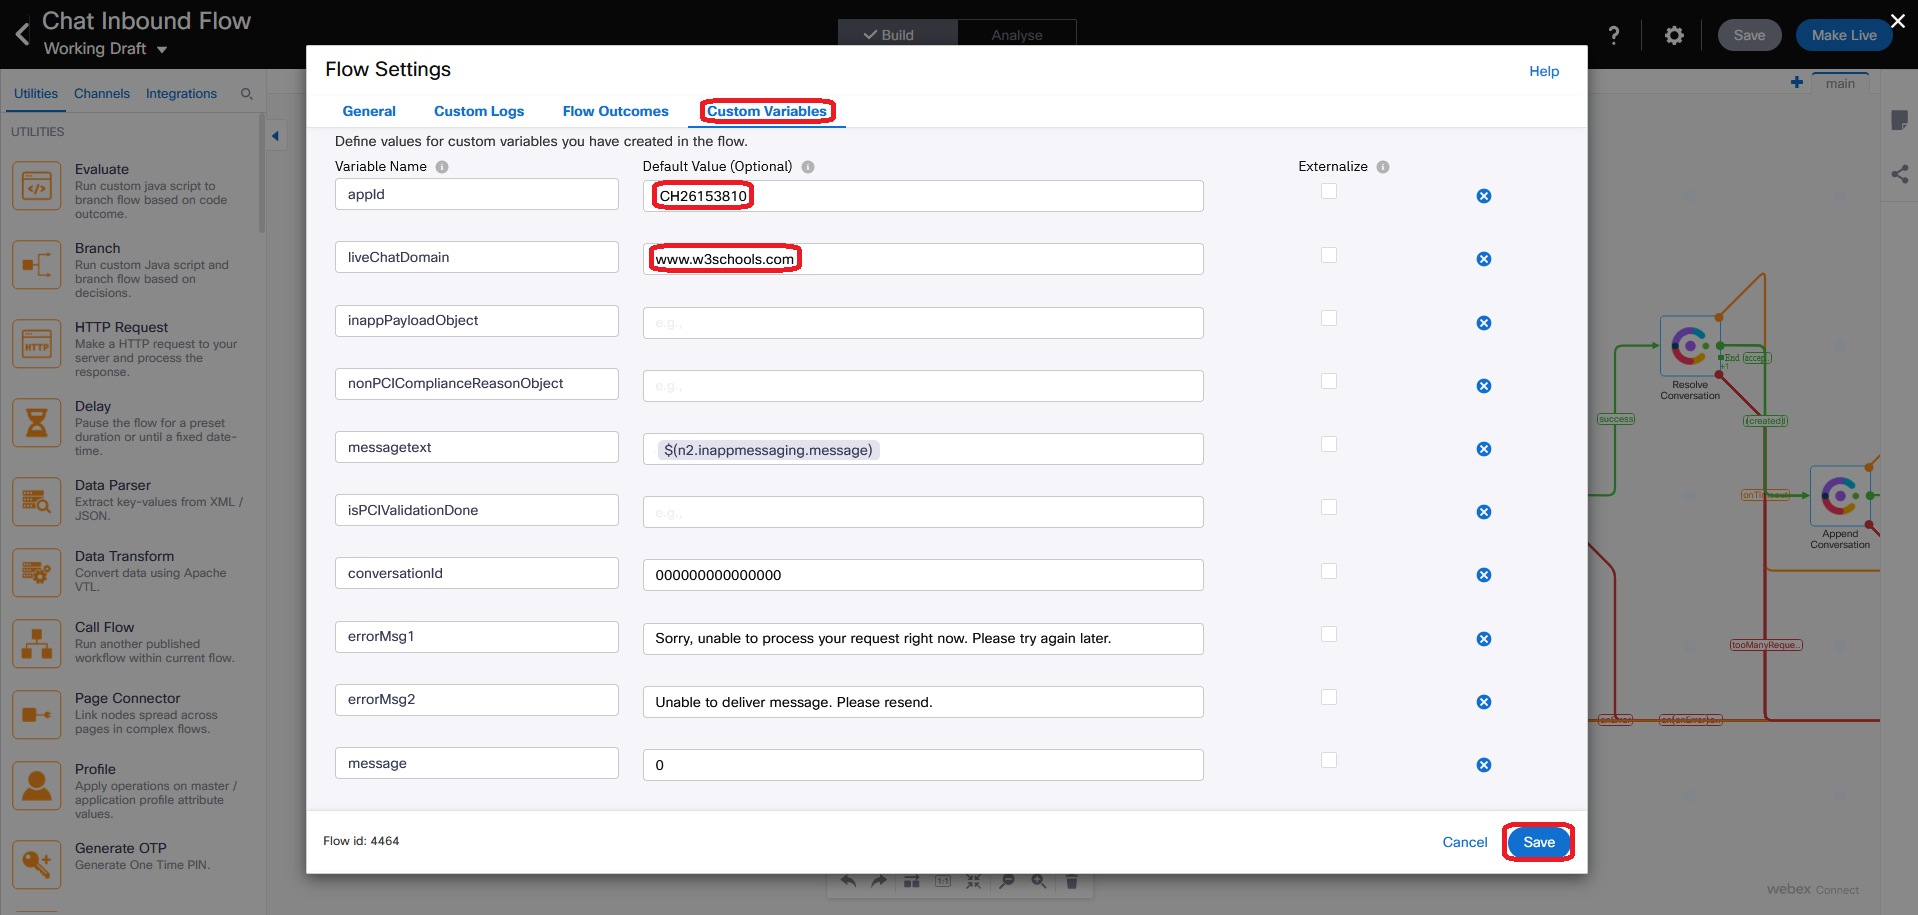 Chat Inbound Flow
Working Draft
Build
Analyse
?
Save
Make Live
Flow Settings
Help
General
Custom Logs
Flow Outcomes
Custom Variables
Define values for custom variables you have created in the flow.
Variable Name
Default Value (Optional)
Externalize
appId
CH26153810
liveChatDomain
www.w3schools.com
inappPayloadObject
e.g.,
nonPCIComplianceReasonObject
e.g.,
messagetext
$(n2.inappmessaging.message)
isPCIValidationDone
e.g.,
conversationId
000000000000000
errorMsg1
Sorry, unable to process your request right now. Please try again later.
errorMsg2
Unable to deliver message. Please resend.
message
0
Flow id: 4464
Cancel
Save
Utilities
Channels
Integrations
UTILITIES
Evaluate
Run custom java script to
branch flow based on code
outcome.
Branch
Run custom Java script and
branch flow based on
decisions.
HTTP
HTTP Request
Make a HTTP request to your
server and process the
response.
Delay
Pause the flow for a preset
duration or until a fixed date-
time.
Data Parser
Extract key-values from XML /
JSON.
Data Transform
Convert data using Apache
VTL.
Call Flow
Run another published
workflow within current flow.
Page Connector
Link nodes spread across
pages in complex flows.
Profile
Apply operations on master /
application profile attribute
values.
Generate OTP
Generate One Time PIN.
main
End
+1
Resolve
Conversation
success
(created)
Append
Conversation
tooManyReque..
onError
1:1
webex Connect